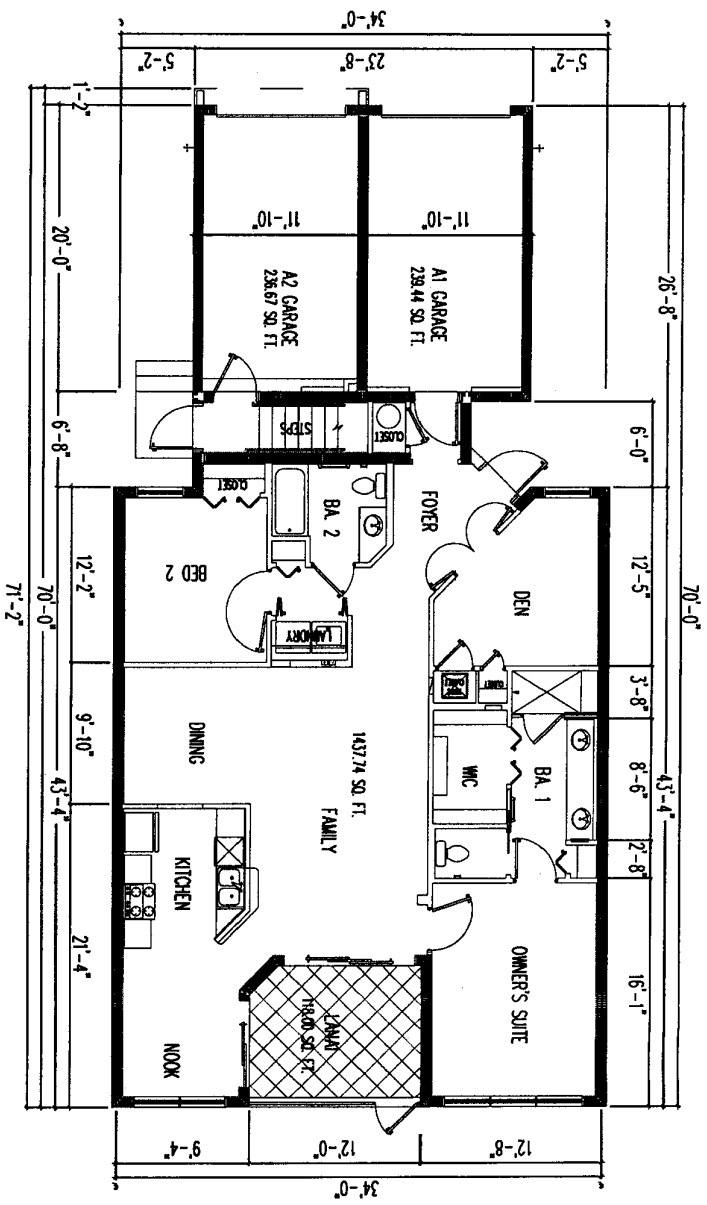 34'-0"
5'-2"
23'-8"
5'-2"
1'-2"
11'-10"
11'-10"
20'-0"
26'-8"
A2 GARAGE
236.67 SQ. FT.
A1 GARAGE
239.44 SQ. FT.
6'-8"
6'-0"
STEPS
CLOSET
CLOSET
BA. 2
FOYER
BED 2
DEN
LAUNDRY
12'-2"
12'-5"
71'-2"
70'-0"
70'-0"
3'-8"
CLOSET
DINING
1437.74 SQ. FT.
FAMILY
WIC
BA. 1
9'-10"
8'-6"
43'-4"
43'-4"
2'-8"
KITCHEN
21'-4"
16'-1"
OWNER'S SUITE
LANAI
118.00 SQ. FT.
NOOK
9'-4"
12'-0"
12'-8"
34'-0"